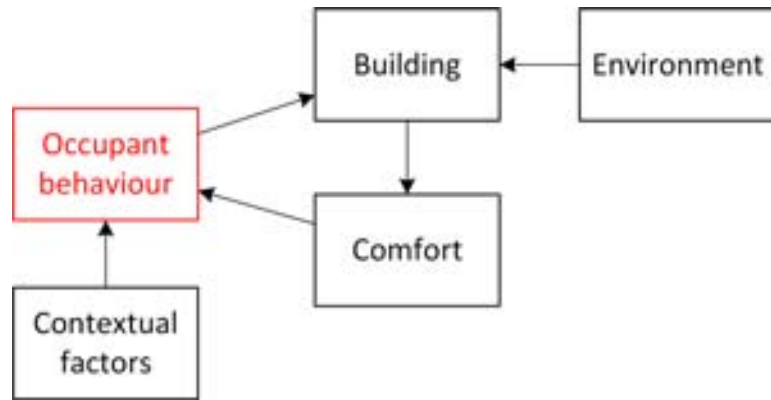 Building
Environment
Occupant
behaviour
Comfort
Contextual
factors